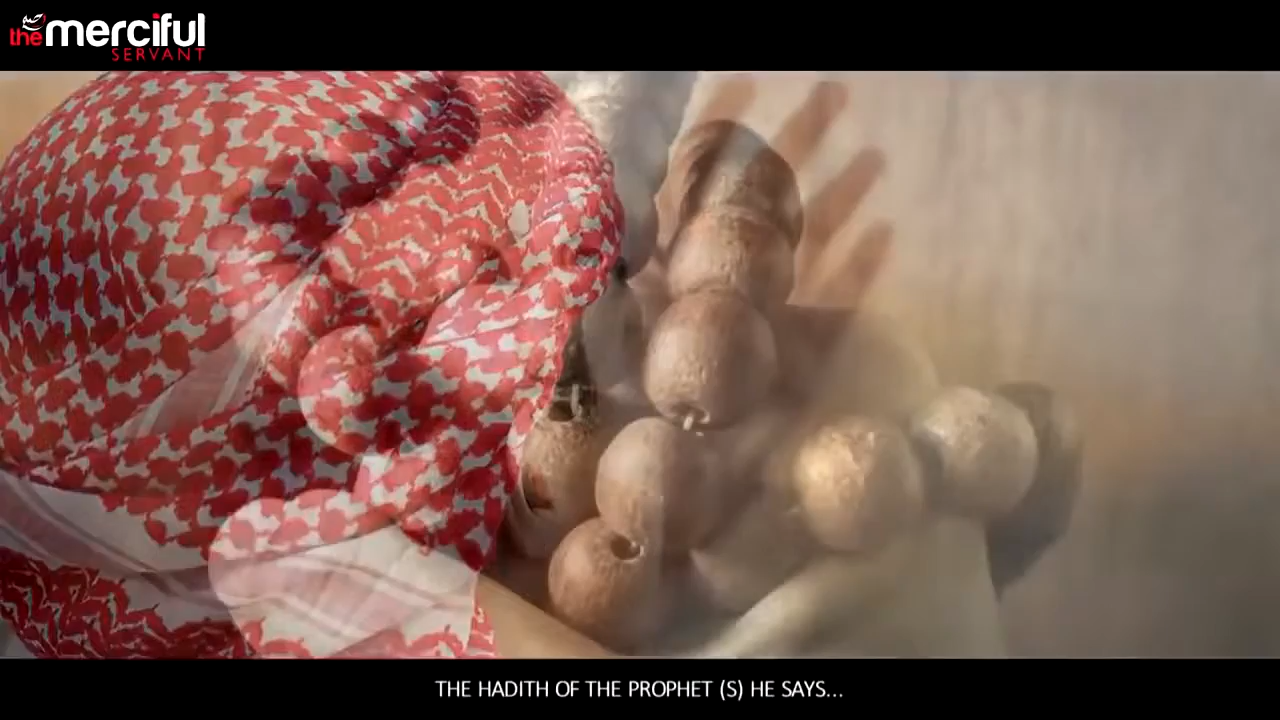 the merciful
SERVANT
THE HADITH OF THE PROPHET (S) HE SAYS...